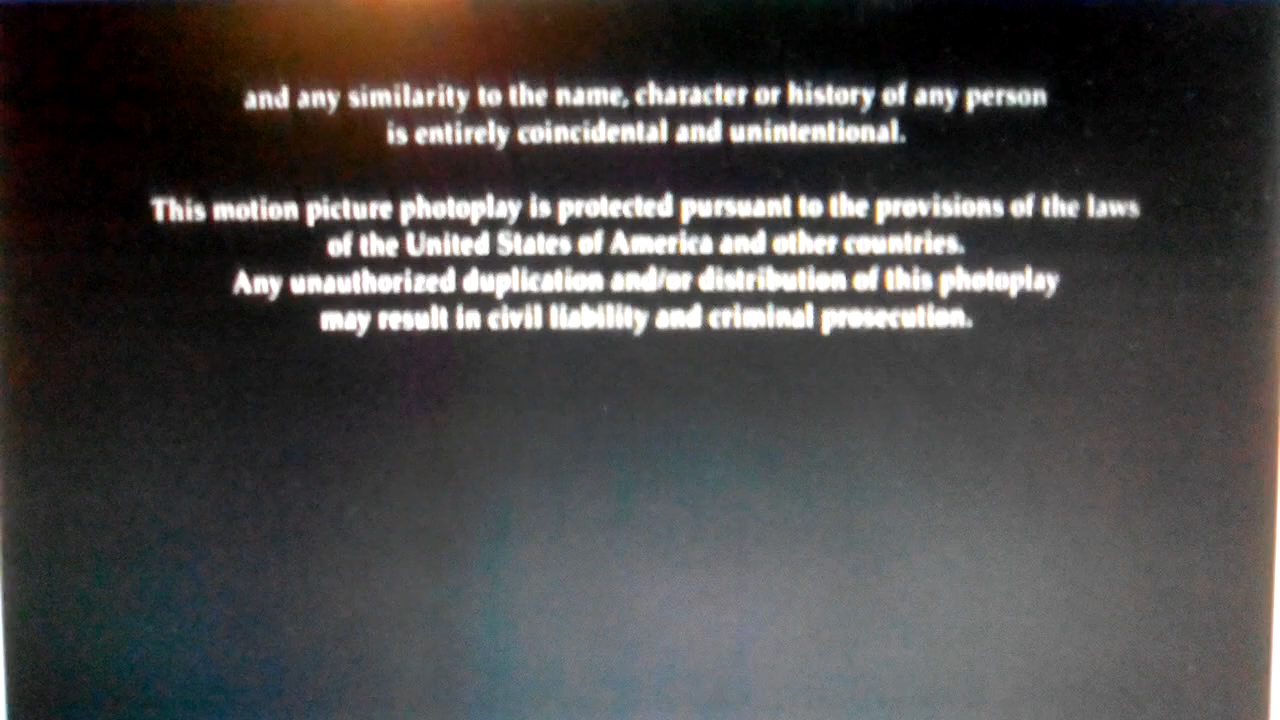 and any similarity to the name, character or history of any person
is entirely coincidental and unintentional.
This motion picture photoplay is protected pursuant to the provisions of the laws
of the United States of America and other countries.
Any unauthorized duplication and/or distribution of this photoplay
may result in civil liability and criminal prosecution.